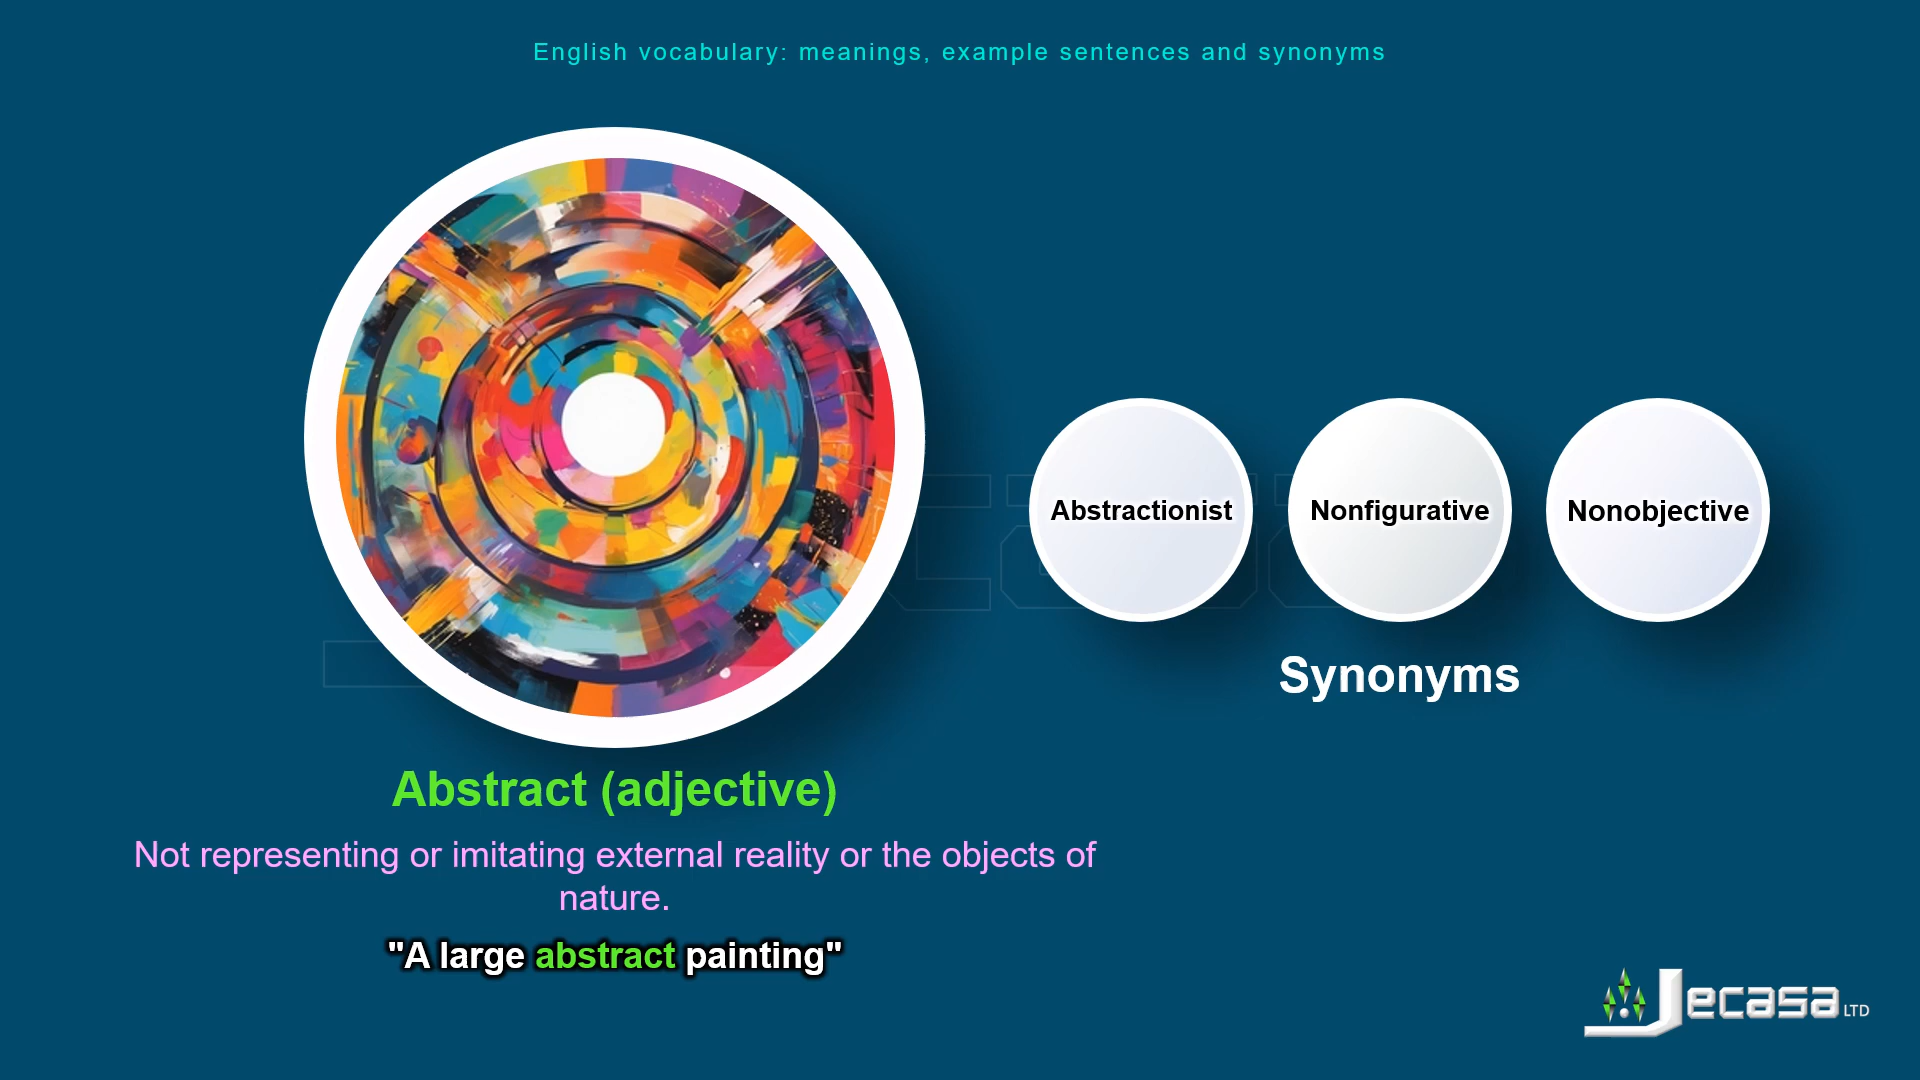 English vocabulary: meanings, example sentences and synonyms
Abstractionist
Nonfigurative
Nonobjective
Synonyms
Abstract (adjective)
Not representing or imitating external reality or the objects of
nature.
"A large abstract painting"
Jecasa LTD